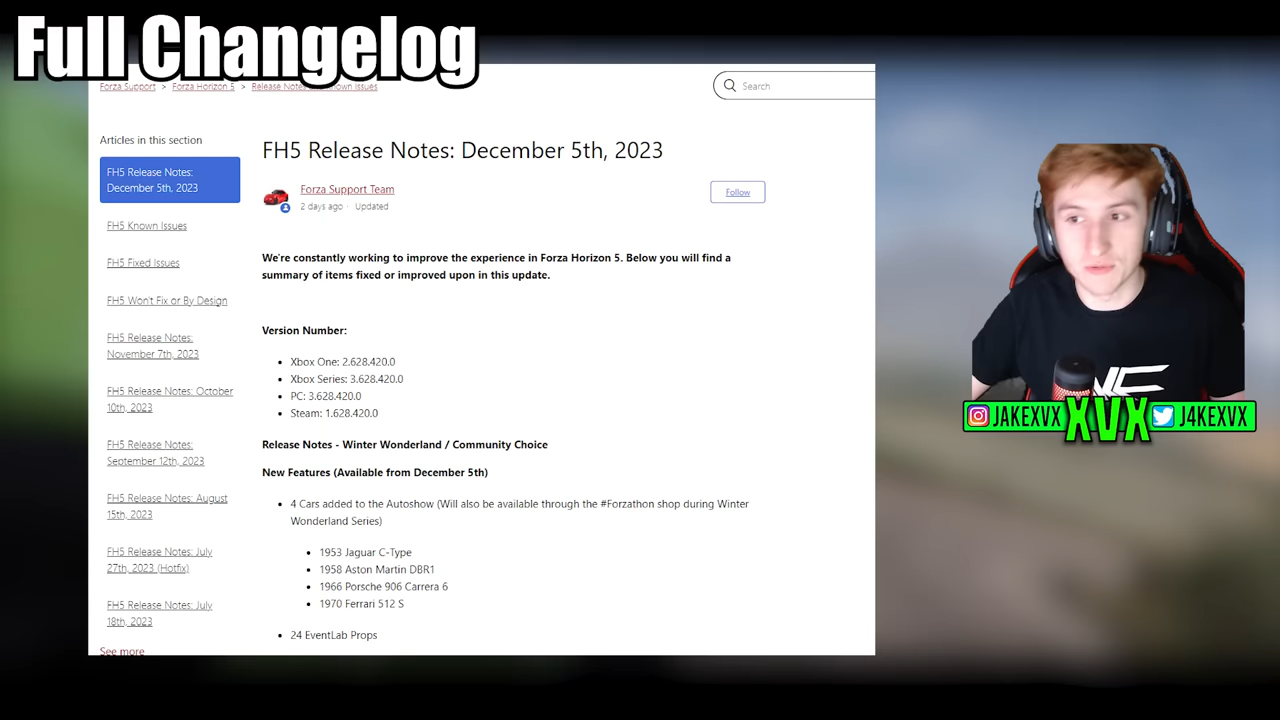 Full Changelog
Forza Support > Forza Horizon 5 > Release Notes and Known Issues
Search
Articles in this section
FH5 Release Notes:
December 5th, 2023
FH5 Known Issues
FH5 Fixed Issues
FH5 Won't Fix or By Design
FH5 Release Notes:
November 7th, 2023
FH5 Release Notes: October
10th, 2023
FH5 Release Notes:
September 12th, 2023
FH5 Release Notes: August
15th, 2023
FH5 Release Notes: July
27th, 2023 (Hotfix)
FH5 Release Notes: July
18th, 2023
See more
FH5 Release Notes: December 5th, 2023
Forza Support Team
2 days ago · Updated
Follow
We're constantly working to improve the experience in Forza Horizon 5. Below you will find a
summary of items fixed or improved upon in this update.
Version Number:
• Xbox One: 2.628.420.0
• Xbox Series: 3.628.420.0
• PC: 3.628.420.0
• Steam: 1.628.420.0
Release Notes - Winter Wonderland / Community Choice
New Features (Available from December 5th)
• 4 Cars added to the Autoshow (Will also be available through the #Forzathon shop during Winter
Wonderland Series)
• 1953 Jaguar C-Type
• 1958 Aston Martin DBR1
• 1966 Porsche 906 Carrera 6
• 1970 Ferrari 512 S
• 24 EventLab Props
JAKEXVX XVX J4KEXVX